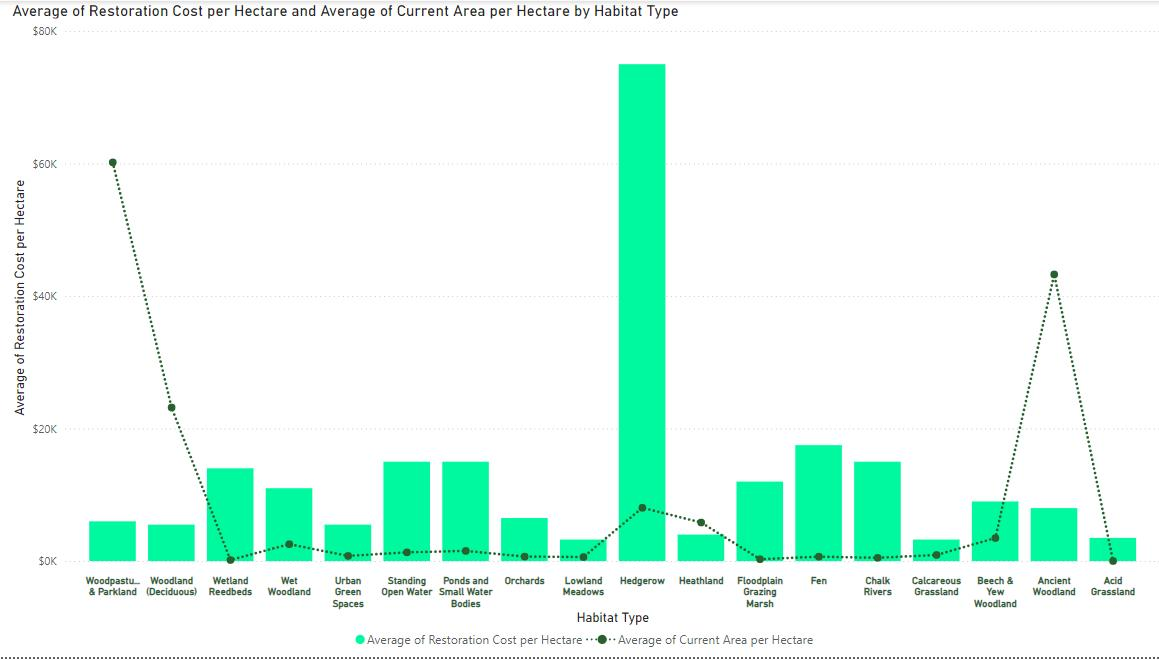 Average of Restoration Cost per Hectare and Average of Current Area per Hectare by Habitat Type
$80K
$60K
$40K
$20K
$0K
Average of Restoration Cost per Hectare
Woodpastu... & Parkland
Woodland (Deciduous)
Wetland Reedbeds
Wet Woodland
Urban Green Spaces
Standing Open Water
Ponds and Small Water Bodies
Orchards
Lowland Meadows
Hedgerow
Heathland
Floodplain Grazing Marsh
Fen
Chalk Rivers
Calcareous Grassland
Beech & Yew Woodland
Ancient Woodland
Acid Grassland
Habitat Type
Average of Restoration Cost per Hectare
Average of Current Area per Hectare